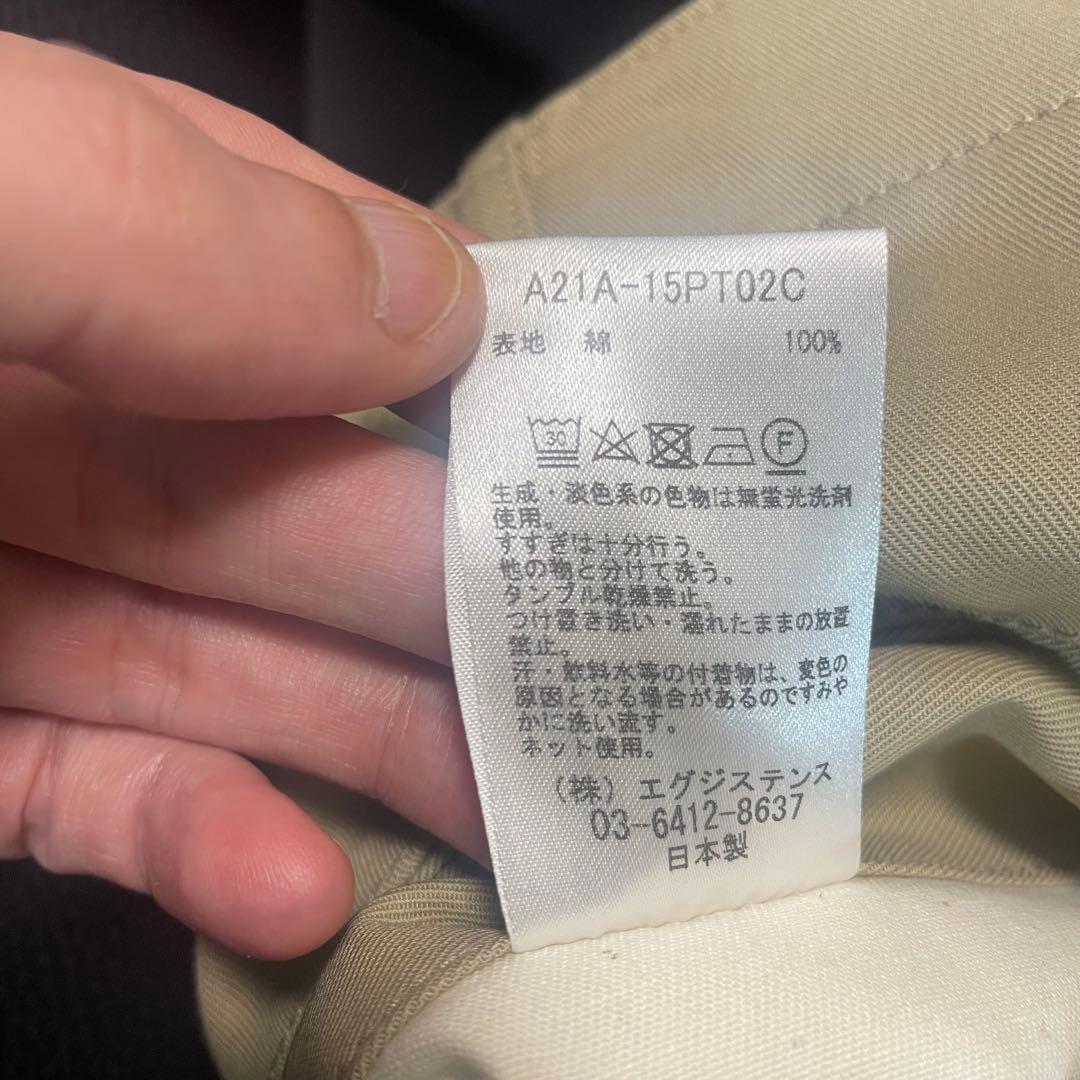 A21A-15PT02C
表地 綿 100%
30 F
生成・淡色系の色物は無蛍光洗剤
使用。
すすぎは十分行う。
他の物と分けて洗う。
タンブル乾燥禁止。
つけ置き洗い・濡れたままの放置
禁止。
汗・飲料水等の付着物は、変色の
原因となる場合があるのですみや
かに洗い流す。
ネット使用。
(株) エグジステンス
03-6412-8637
日本製